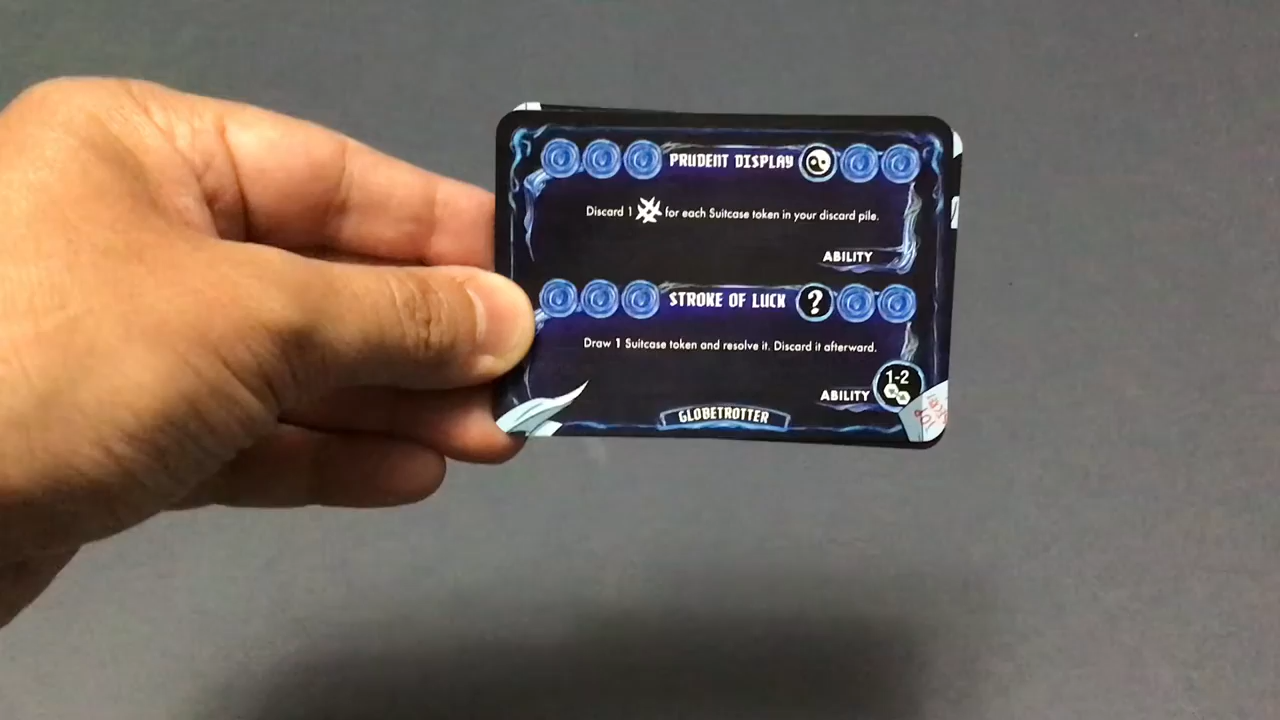 PRUDENT DISPLAY
Discard 1 for each Suitcase token in your discard pile.
ABILITY
STROKE OF LUCK ?
Draw 1 Suitcase token and resolve it. Discard it afterward.
1-2
ABILITY
GLOBETROTTER